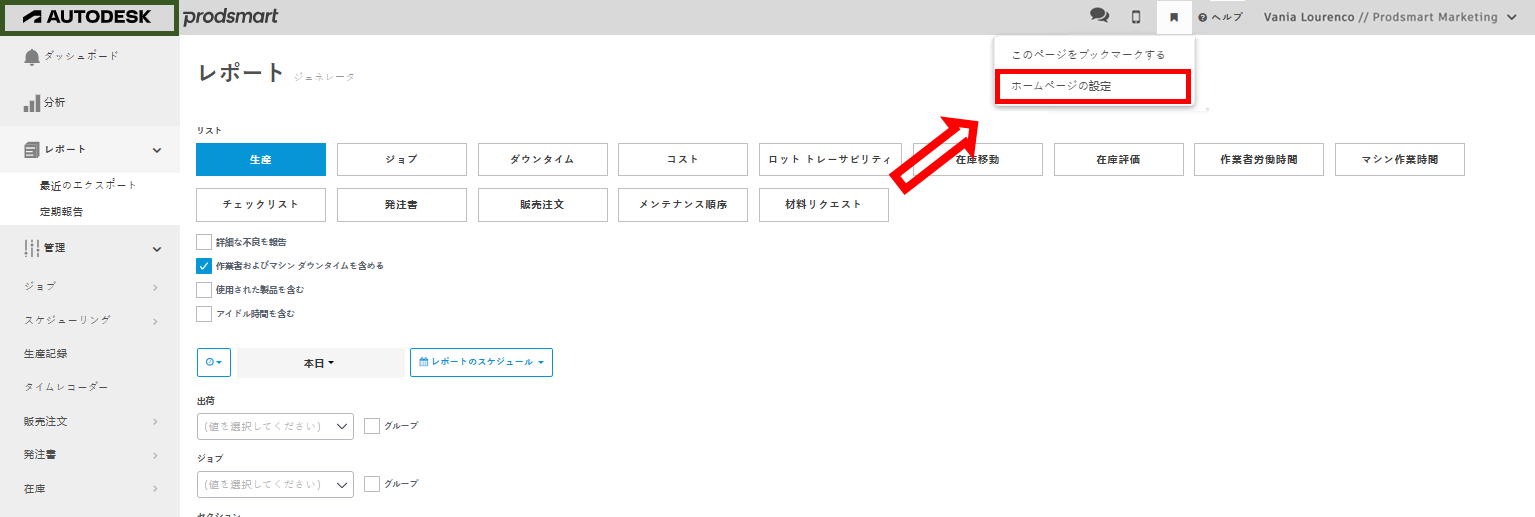 AUTODESK prodsmart
ヘルプ Vania Lourenco // Prodsmart Marketing
このページをブックマークする
ホームページの設定
ダッシュボード
分析
レポート
最近のエクスポート
定期報告
管理
ジョブ
スケジューリング
生産記録
タイムレコーダー
販売注文
発注書
在庫
レポート ジェネレータ
リスト
生産 ジョブ ダウンタイム コスト ロット トレーサビリティ 在庫移動 在庫評価 作業者労働時間 マシン作業時間
チェックリスト 発注書 販売注文 メンテナンス順序 材料リクエスト
詳細な不良を報告
作業者およびマシン ダウンタイムを含める
使用された製品を含む
アイドル時間を含む
本日 レポートのスケジュール
出荷
(値を選択してください) グループ
ジョブ
(値を選択してください) グループ
セクション